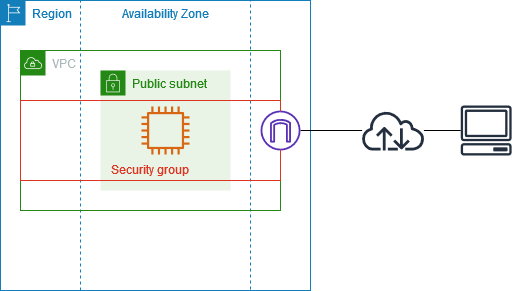 Region
Availability Zone
VPC
Public subnet
Security group